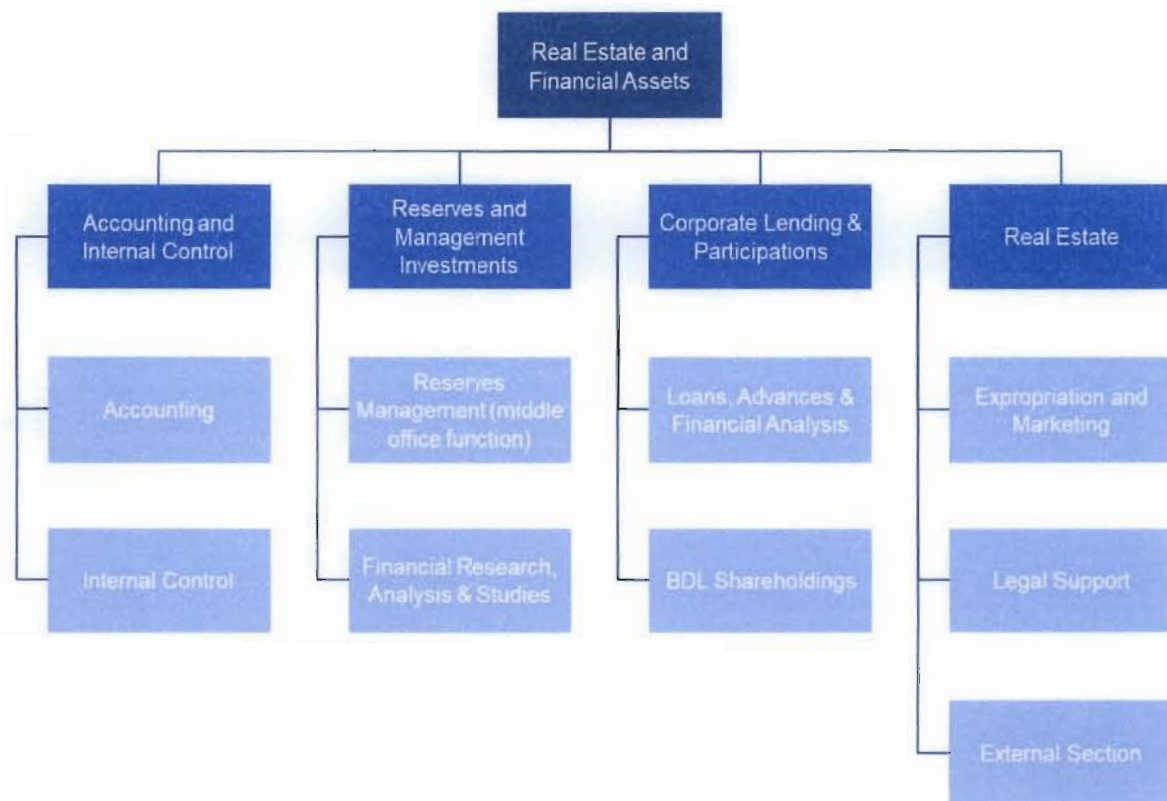 Real Estate and
Financial Assets
Accounting and
Internal Control
Reserves and
Management
Investments
Corporate Lending &
Participations
Real Estate
Accounting
Reserves
Management (middle
office function)
Loans, Advances &
Financial Analysis
Expropriation and
Marketing
Internal Control
Financial Research,
Analysis & Studies
BDL Shareholdings
Legal Support
External Section